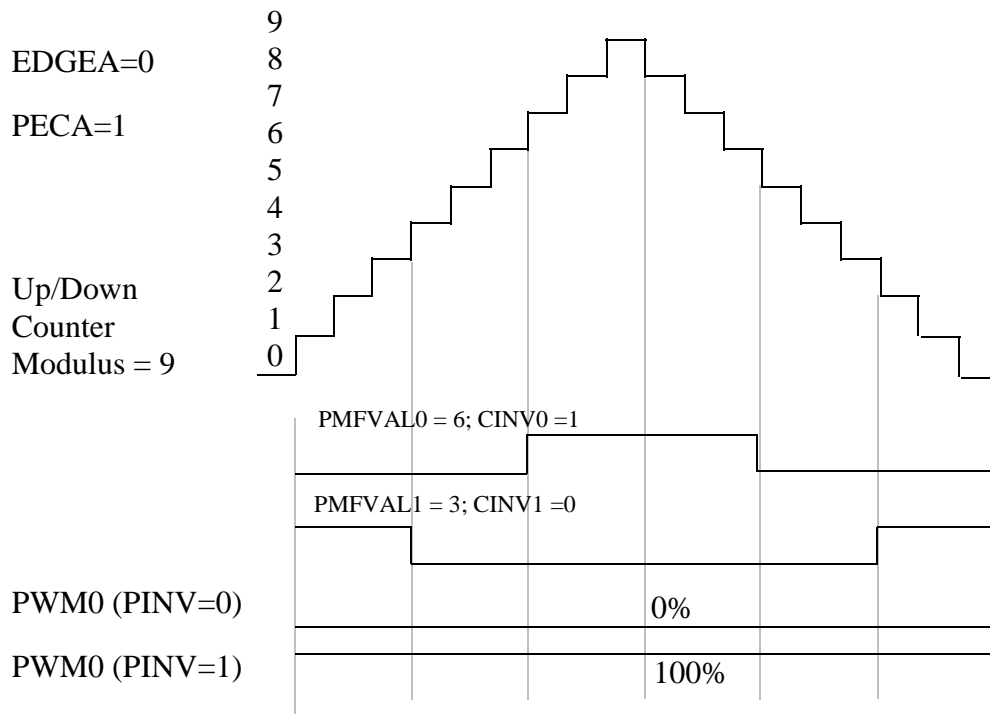 EDGEA=0
PECA=1
9
8
7
6
5
4
3
2
1
0
Up/Down
Counter
Modulus = 9
PMFVAL0 = 6; CINV0 =1
PMFVAL1 = 3; CINV1 =0
PWM0 (PINV=0)
0%
PWM0 (PINV=1)
100%